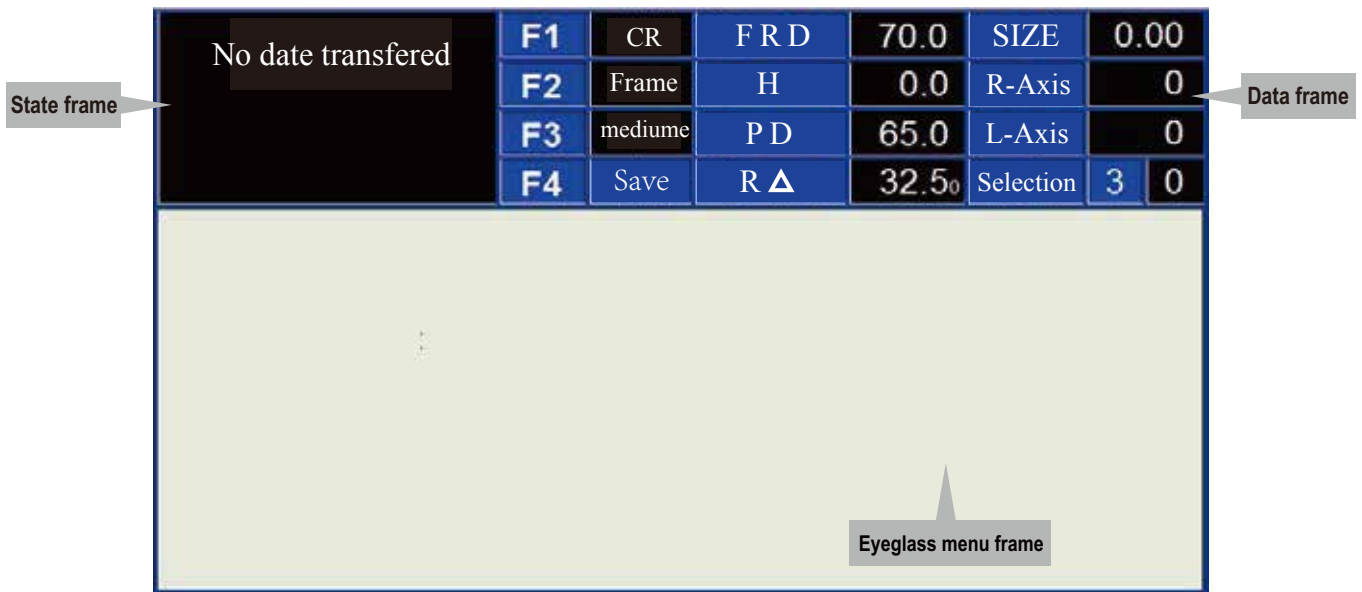 No date transfered
F1 CR F R D 70.0 SIZE 0.00
F2 Frame H 0.0 R-Axis 0
F3 mediume P D 65.0 L-Axis 0
F4 Save R Δ 32.50 Selection 3 0
State frame
Data frame
Eyeglass menu frame